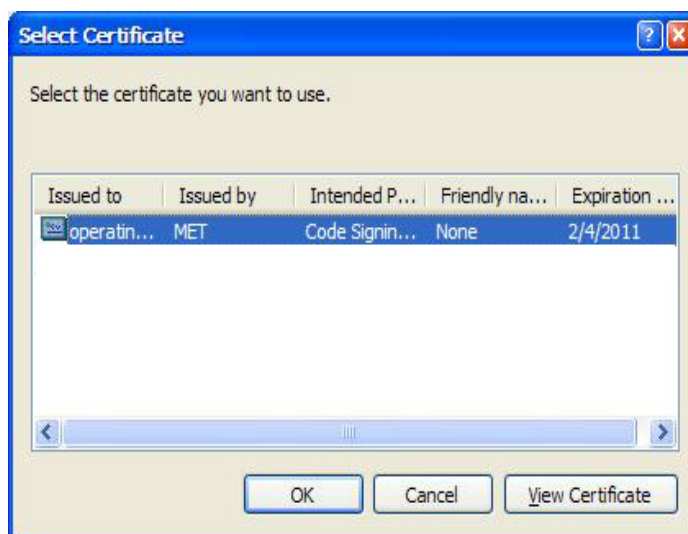 Select Certificate
Select the certificate you want to use.
Issued to Issued by Intended P... Friendly na... Expiration ...
operatin... MET Code Signin... None 2/4/2011
OK Cancel View Certificate